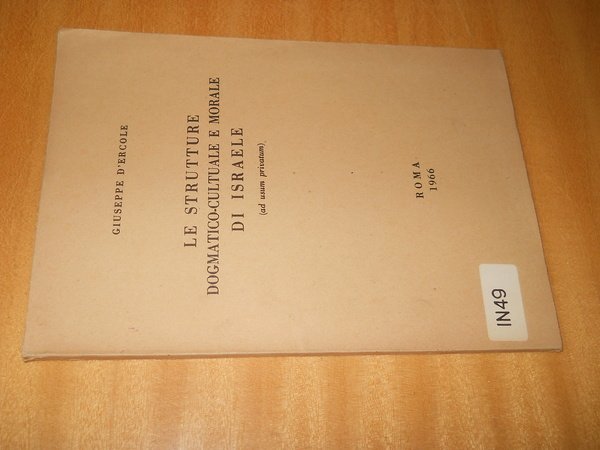 GIUSEPPE D'ERCOLE
LE STRUTTURE
DOGMATICO-CULTUALE E MORALE
DI ISRAELE
(ad usum privatum)
ROMA
1966
IN49